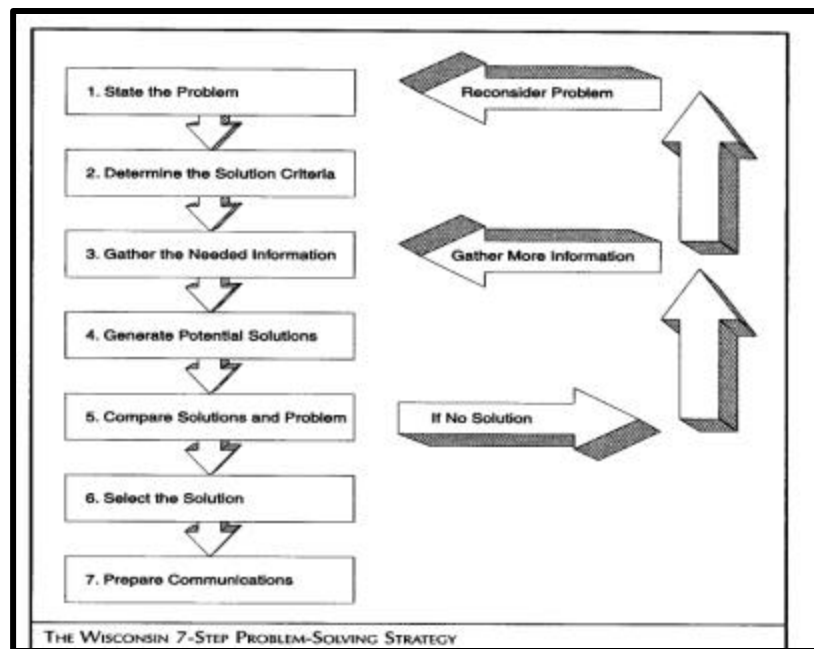 1. State the Problem
Reconsider Problem
2. Determine the Solution Criteria
3. Gather the Needed Information
Gather More Information
4. Generate Potential Solutions
5. Compare Solutions and Problem
If No Solution
6. Select the Solution
7. Prepare Communications
THE WISCONSIN 7-STEP PROBLEM-SOLVING STRATEGY